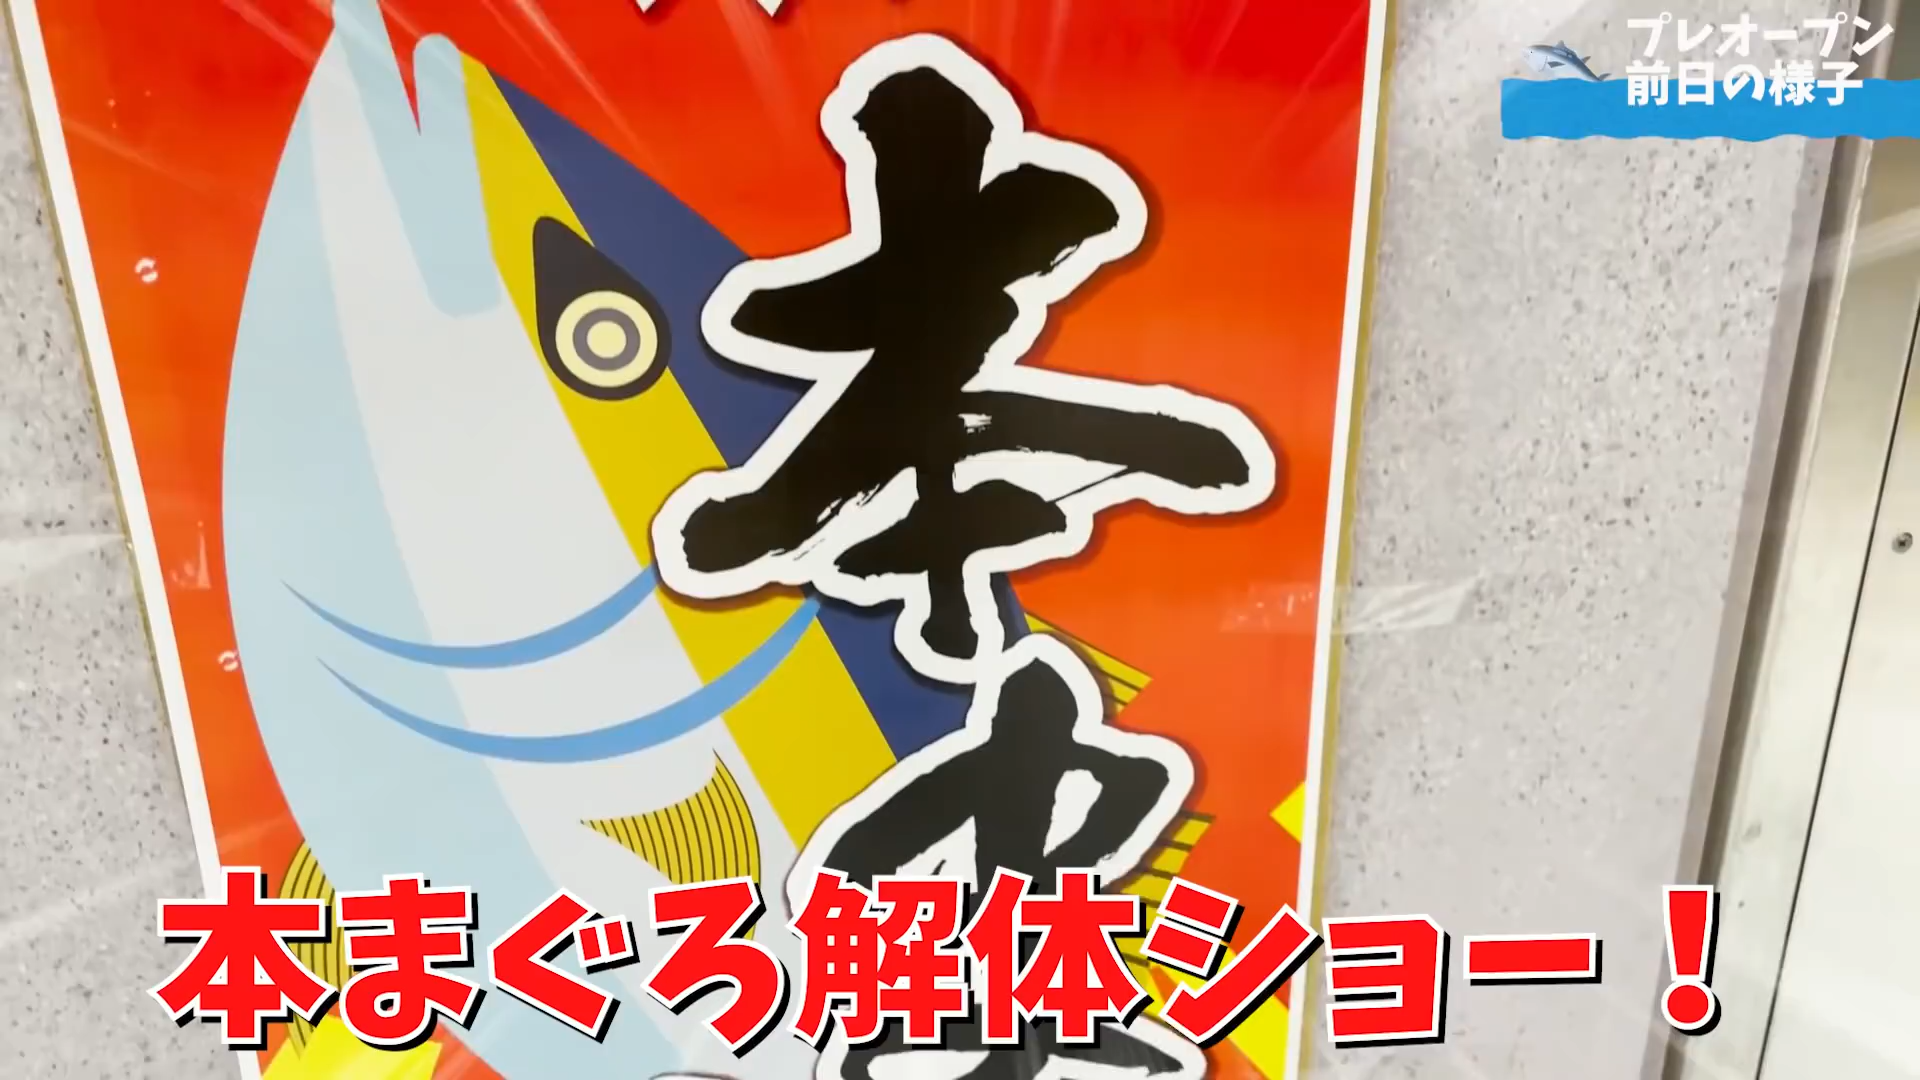 プレオープン
前日の様子
本
本まぐろ解体ショー！